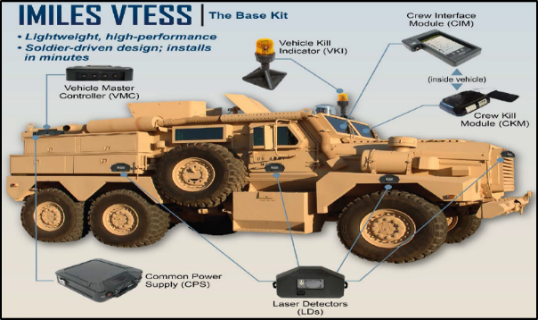 IMILES VTESS | The Base Kit
• Lightweight, high-performance
• Soldier-driven design; installs
in minutes
Vehicle Kill
Indicator (VKI)
Crew Interface
Module (CIM)
(inside vehicle)
Crew Kill
Module (CKM)
Vehicle Master
Controller (VMC)
Common Power
Supply (CPS)
Laser Detectors
(LDs)